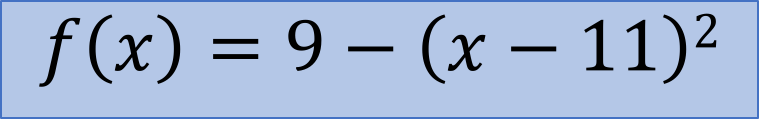 f(x) = 9 − (x − 11)²